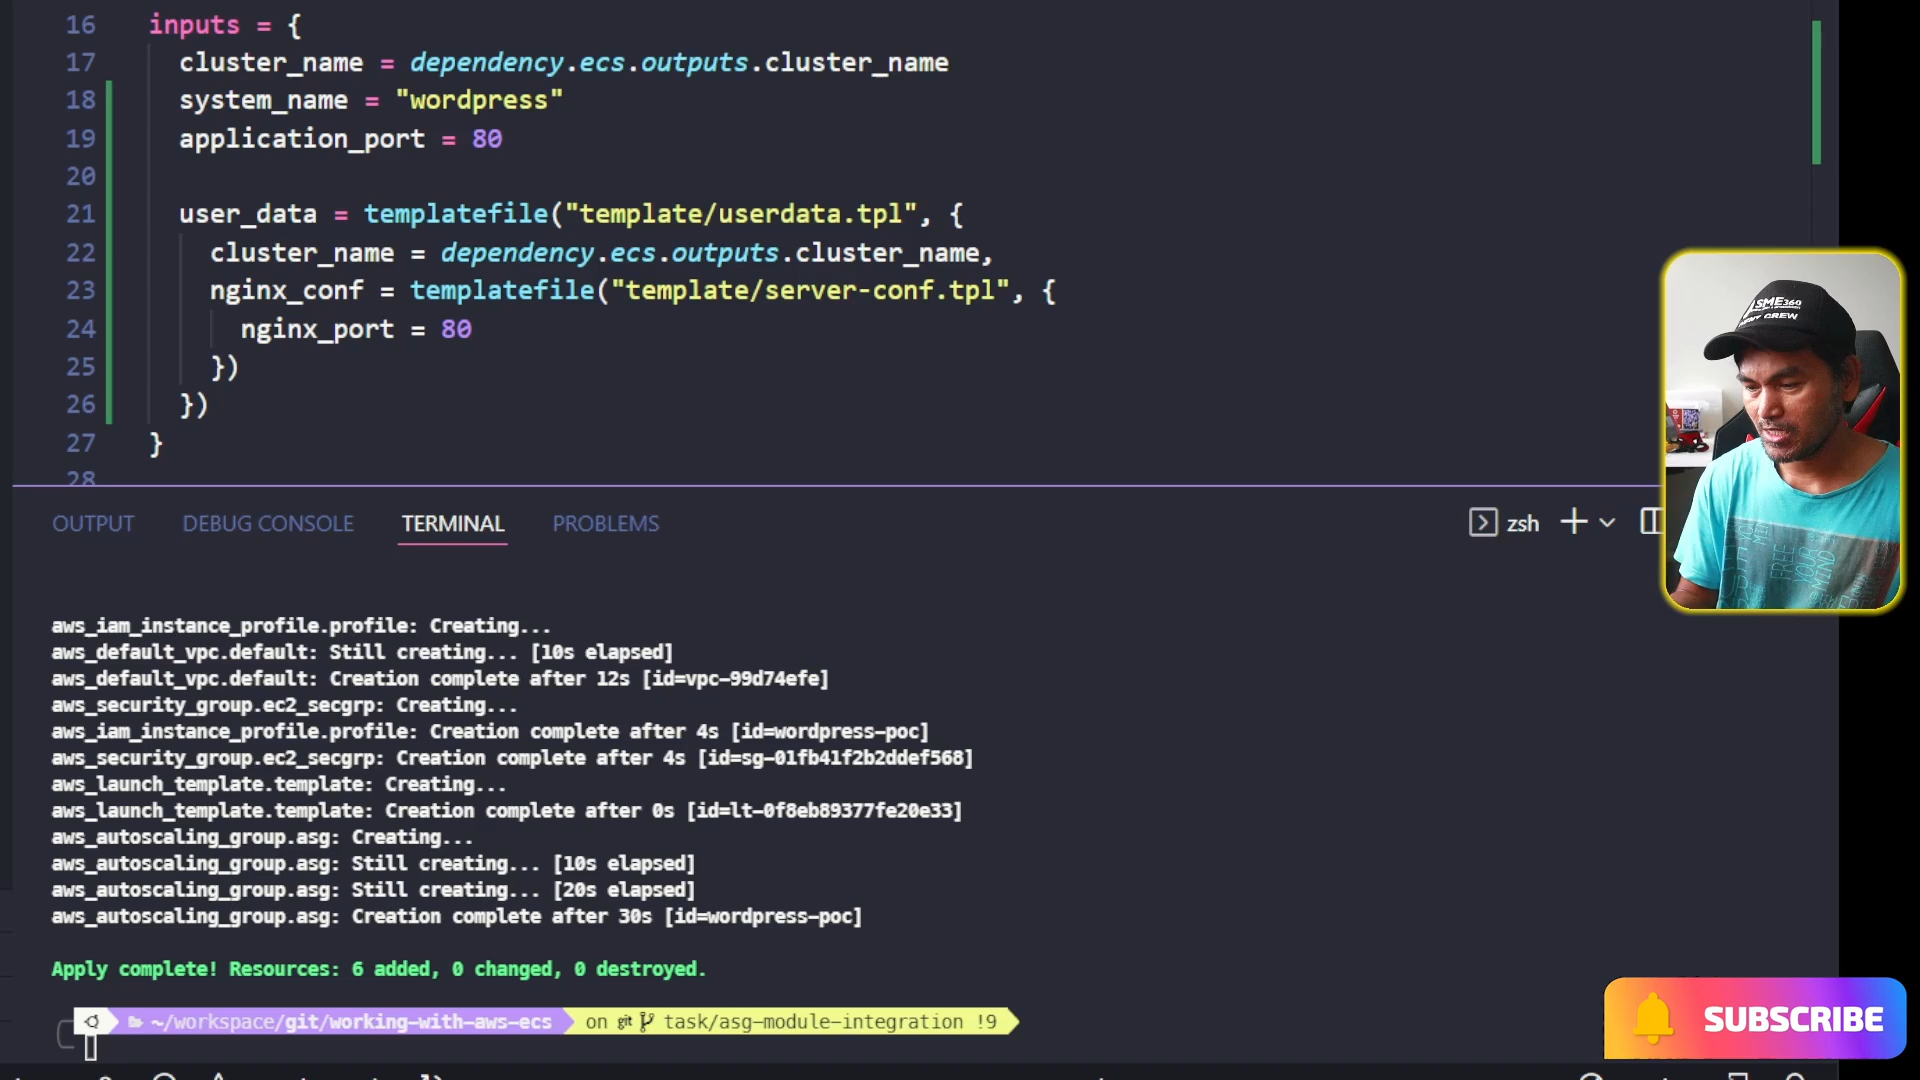 16 inputs = {
17 cluster_name = dependency.ecs.outputs.cluster_name
18 system_name = "wordpress"
19 application_port = 80
20
21 user_data = templatefile("template/userdata.tpl", {
22 cluster_name = dependency.ecs.outputs.cluster_name,
23 nginx_conf = templatefile("template/server-conf.tpl", {
24 nginx_port = 80
25 })
26 })
27 }
28
OUTPUT DEBUG CONSOLE TERMINAL PROBLEMS zsh
aws_iam_instance_profile.profile: Creating...
aws_default_vpc.default: Still creating... [10s elapsed]
aws_default_vpc.default: Creation complete after 12s [id=vpc-99d74efe]
aws_security_group.ec2_secgrp: Creating...
aws_iam_instance_profile.profile: Creation complete after 4s [id=wordpress-poc]
aws_security_group.ec2_secgrp: Creation complete after 4s [id=sg-01fb41f2b2ddef568]
aws_launch_template.template: Creating...
aws_launch_template.template: Creation complete after 0s [id=lt-0f8eb89377fe20e33]
aws_autoscaling_group.asg: Creating...
aws_autoscaling_group.asg: Still creating... [10s elapsed]
aws_autoscaling_group.asg: Still creating... [20s elapsed]
aws_autoscaling_group.asg: Creation complete after 30s [id=wordpress-poc]
Apply complete! Resources: 6 added, 0 changed, 0 destroyed.
~/workspace/git/working-with-aws-ecs on git task/asg-module-integration !9
SME360
CREW
FREE
YOUR
MIND
SUBSCRIBE